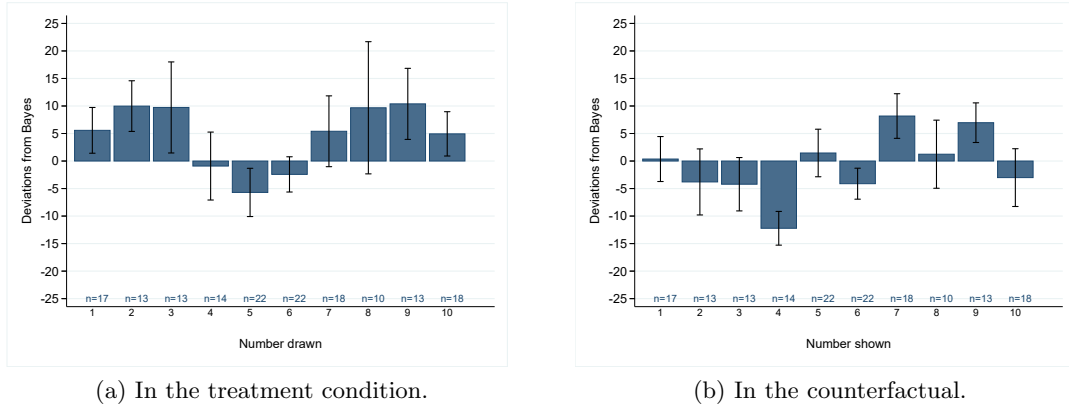 25
20
15
10
5
0
-5
-10
-15
-20
-25
Deviations from Bayes
n=17 n=13 n=13 n=14 n=22 n=22 n=18 n=10 n=13 n=18
1 2 3 4 5 6 7 8 9 10
Number drawn
(a) In the treatment condition.
25
20
15
10
5
0
-5
-10
-15
-20
-25
Deviations from Bayes
n=17 n=13 n=13 n=14 n=22 n=22 n=18 n=10 n=13 n=18
1 2 3 4 5 6 7 8 9 10
Number shown
(b) In the counterfactual.